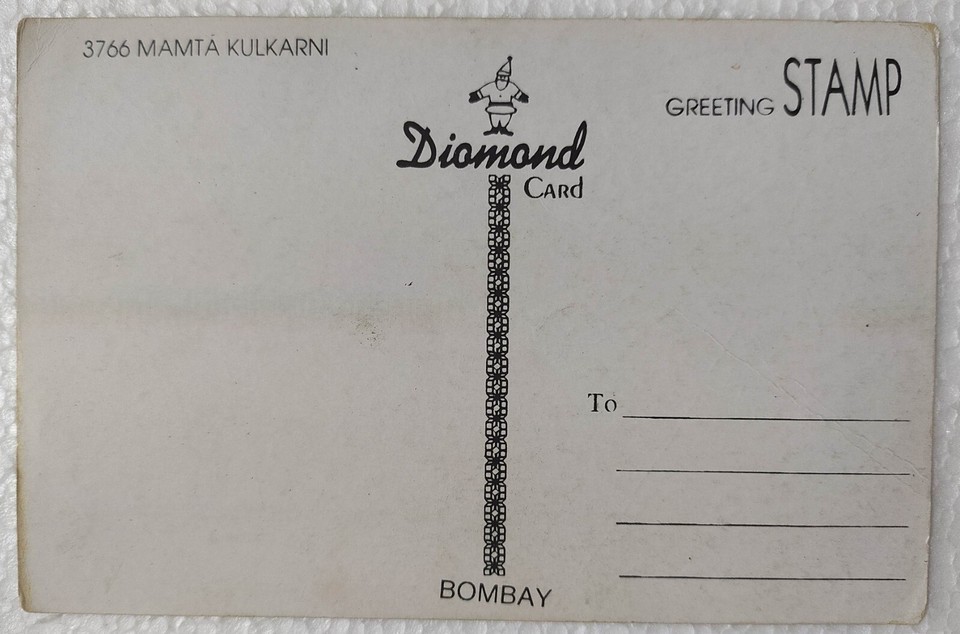 3766 MAMTA KULKARNI
GREETING STAMP
Diomond
CARd
To
BOMBAY